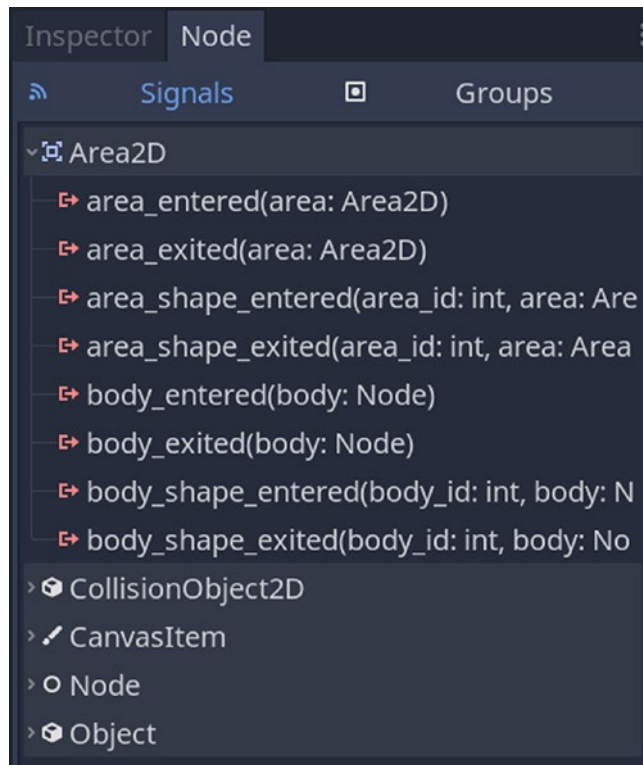 Inspector Node
Signals Groups
Area2D
area_entered(area: Area2D)
area_exited(area: Area2D)
area_shape_entered(area_id: int, area: Are
area_shape_exited(area_id: int, area: Area
body_entered(body: Node)
body_exited(body: Node)
body_shape_entered(body_id: int, body: N
body_shape_exited(body_id: int, body: No
CollisionObject2D
CanvasItem
Node
Object